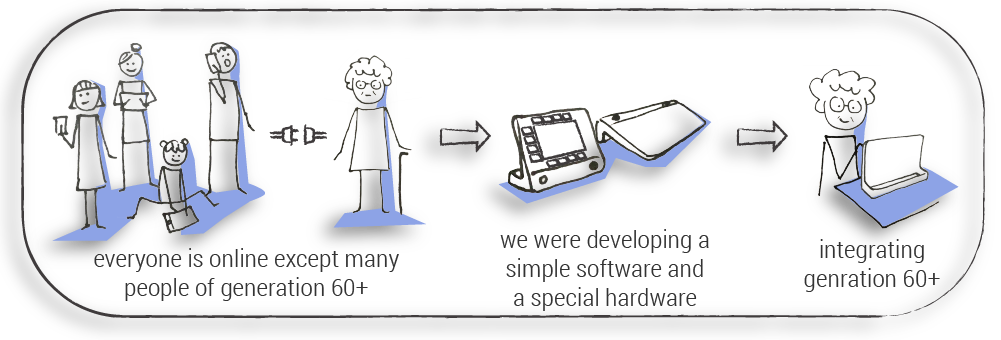 everyone is online except many
people of generation 60+
we were developing a
simple software and
a special hardware
integrating
genration 60+